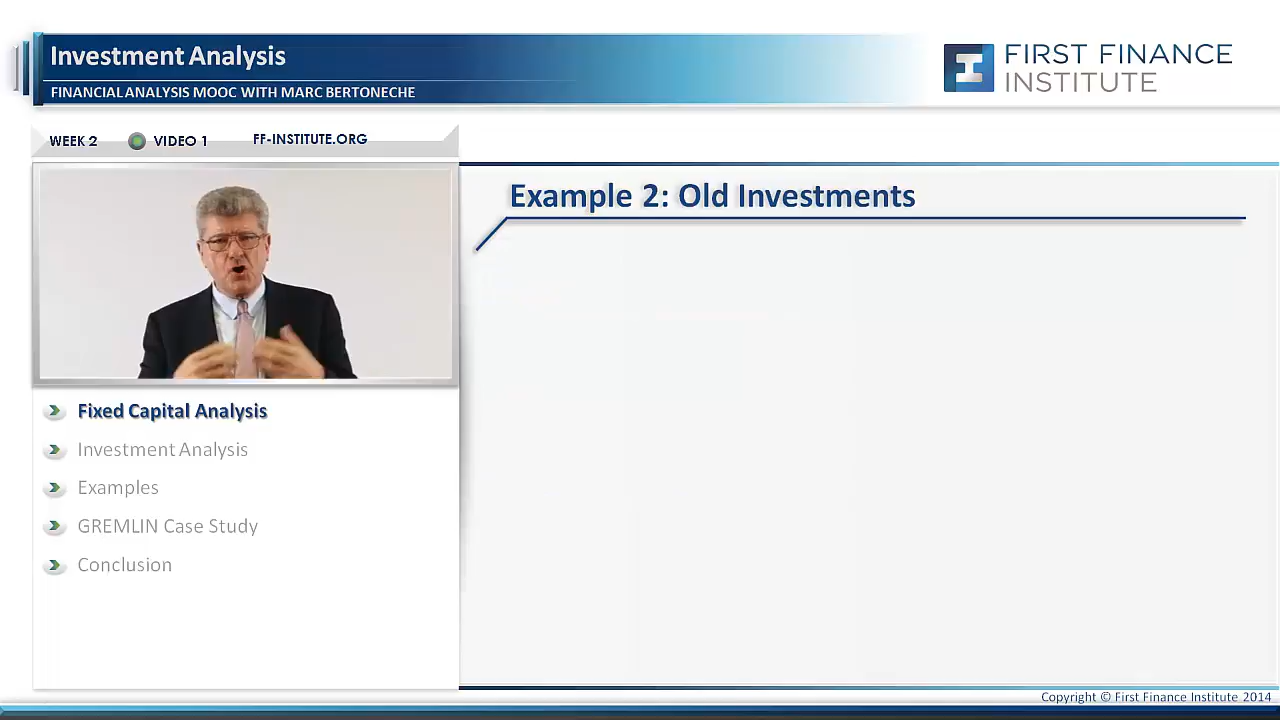 Investment Analysis
FINANCIAL ANALYSIS MOOC WITH MARC BERTONECHE
FIRST FINANCE
INSTITUTE
WEEK 2
VIDEO 1
FF-INSTITUTE.ORG
Example 2: Old Investments
Fixed Capital Analysis
Investment Analysis
Examples
GREMLIN Case Study
Conclusion
Copyright © First Finance Institute 2014